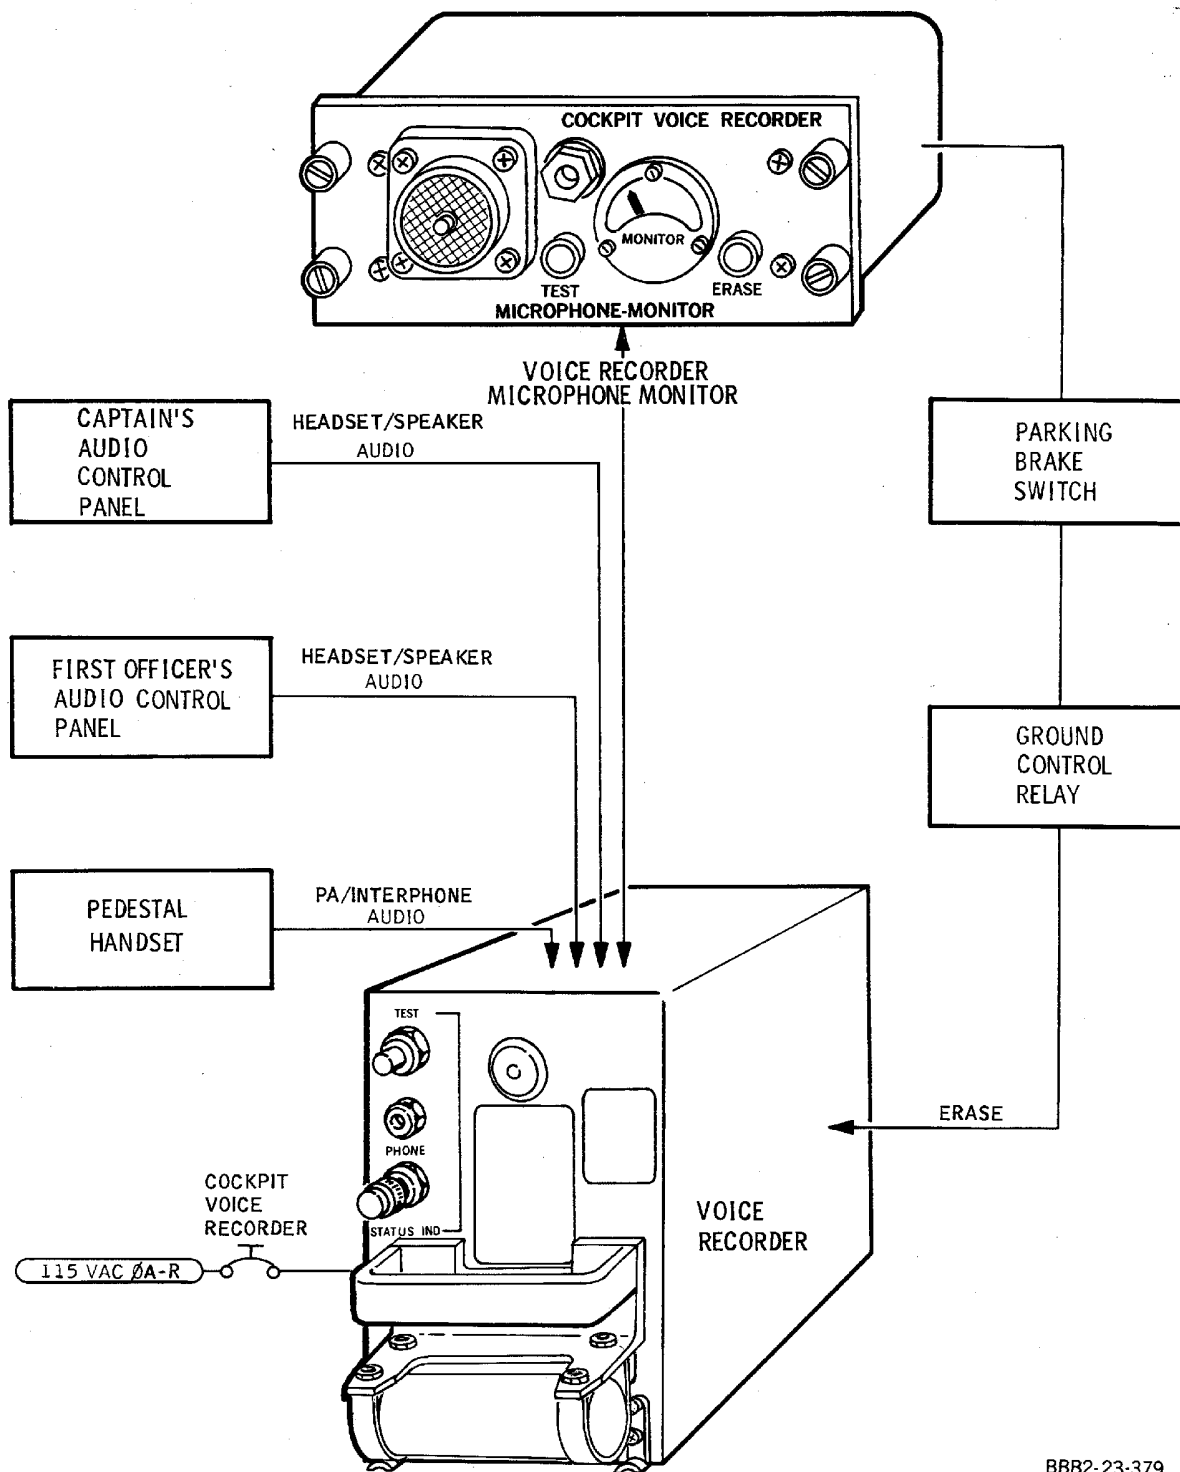 COCKPIT VOICE RECORDER
MONITOR
TEST
ERASE
MICROPHONE-MONITOR
VOICE RECORDER
MICROPHONE MONITOR
CAPTAIN'S
AUDIO
CONTROL
PANEL
HEADSET/SPEAKER
AUDIO
PARKING
BRAKE
SWITCH
FIRST OFFICER'S
AUDIO CONTROL
PANEL
HEADSET/SPEAKER
AUDIO
GROUND
CONTROL
RELAY
PEDESTAL
HANDSET
PA/INTERPHONE
AUDIO
TEST
PHONE
STATUS IND
ERASE
COCKPIT
VOICE
RECORDER
115 VAC ØA-R
VOICE
RECORDER
BBB2-23-379